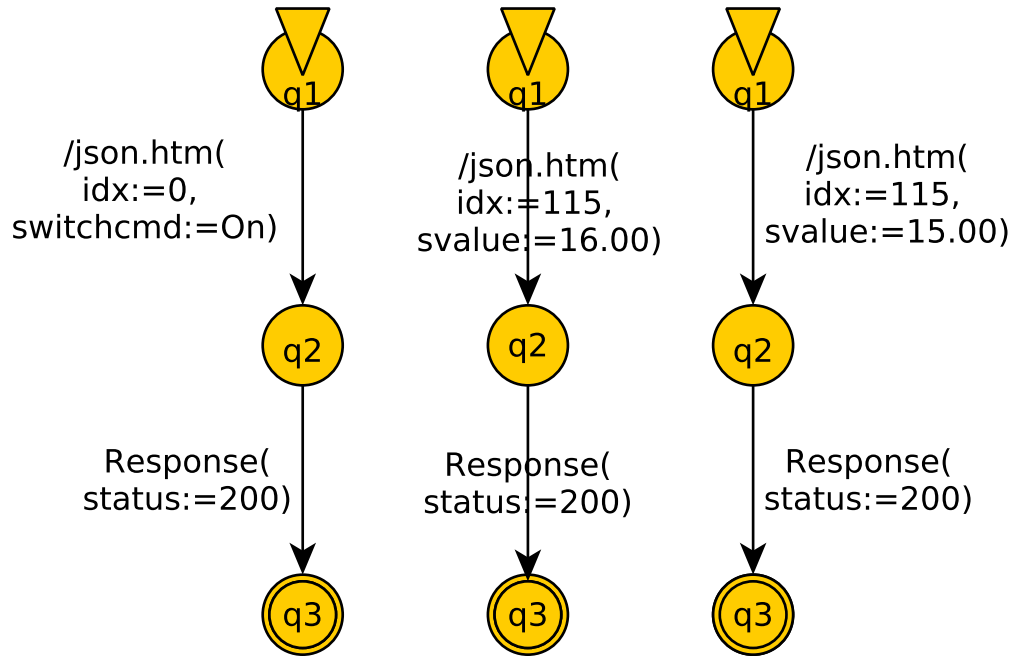 q1
/json.htm(
idx:=0,
switchcmd:=On)
q2
Response(
status:=200)
q3
q1
/json.htm(
idx:=115,
svalue:=16.00)
q2
Response(
status:=200)
q3
q1
/json.htm(
idx:=115,
svalue:=15.00)
q2
Response(
status:=200)
q3